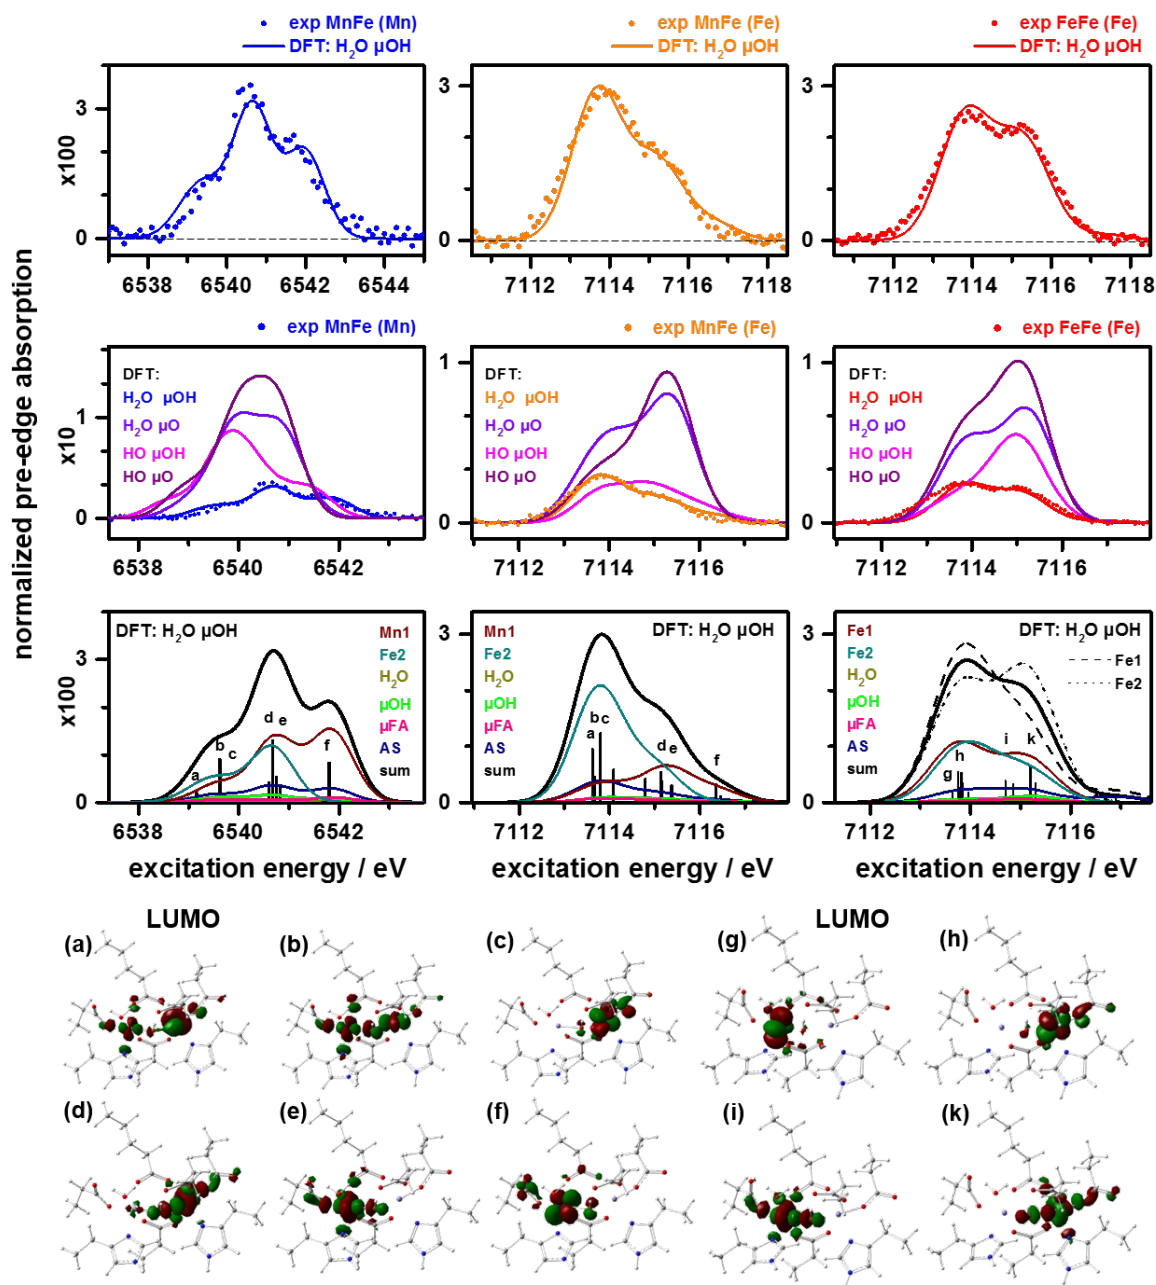 exp MnFe (Mn)
DFT: H₂O µOH
exp MnFe (Fe)
DFT: H₂O µOH
exp FeFe (Fe)
DFT: H₂O µOH
normalized pre-edge absorption
x100
3
0
6538 6540 6542 6544
3
0
7112 7114 7116 7118
3
0
7112 7114 7116 7118
exp MnFe (Mn)
exp MnFe (Fe)
exp FeFe (Fe)
x10
1
0
DFT:
H₂O µOH
H₂O µO
HO µOH
HO µO
6538 6540 6542
1
0
DFT:
H₂O µOH
H₂O µO
HO µOH
HO µO
7112 7114 7116
1
0
DFT:
H₂O µOH
H₂O µO
HO µOH
HO µO
7112 7114 7116
x100
3
0
DFT: H₂O µOH
Mn1
Fe2
H₂O
µOH
µFA
AS
sum
a b c d e f
6538 6540 6542
excitation energy / eV
3
0
Mn1
Fe2
H₂O
µOH
µFA
AS
sum
DFT: H₂O µOH
a b c d e f
7112 7114 7116
excitation energy / eV
3
0
Fe1
Fe2
H₂O
µOH
µFA
AS
sum
DFT: H₂O µOH
Fe1
Fe2
g h i k
7112 7114 7116
excitation energy / eV
LUMO
LUMO
(a) (b) (c) (g) (h)
(d) (e) (f) (i) (k)